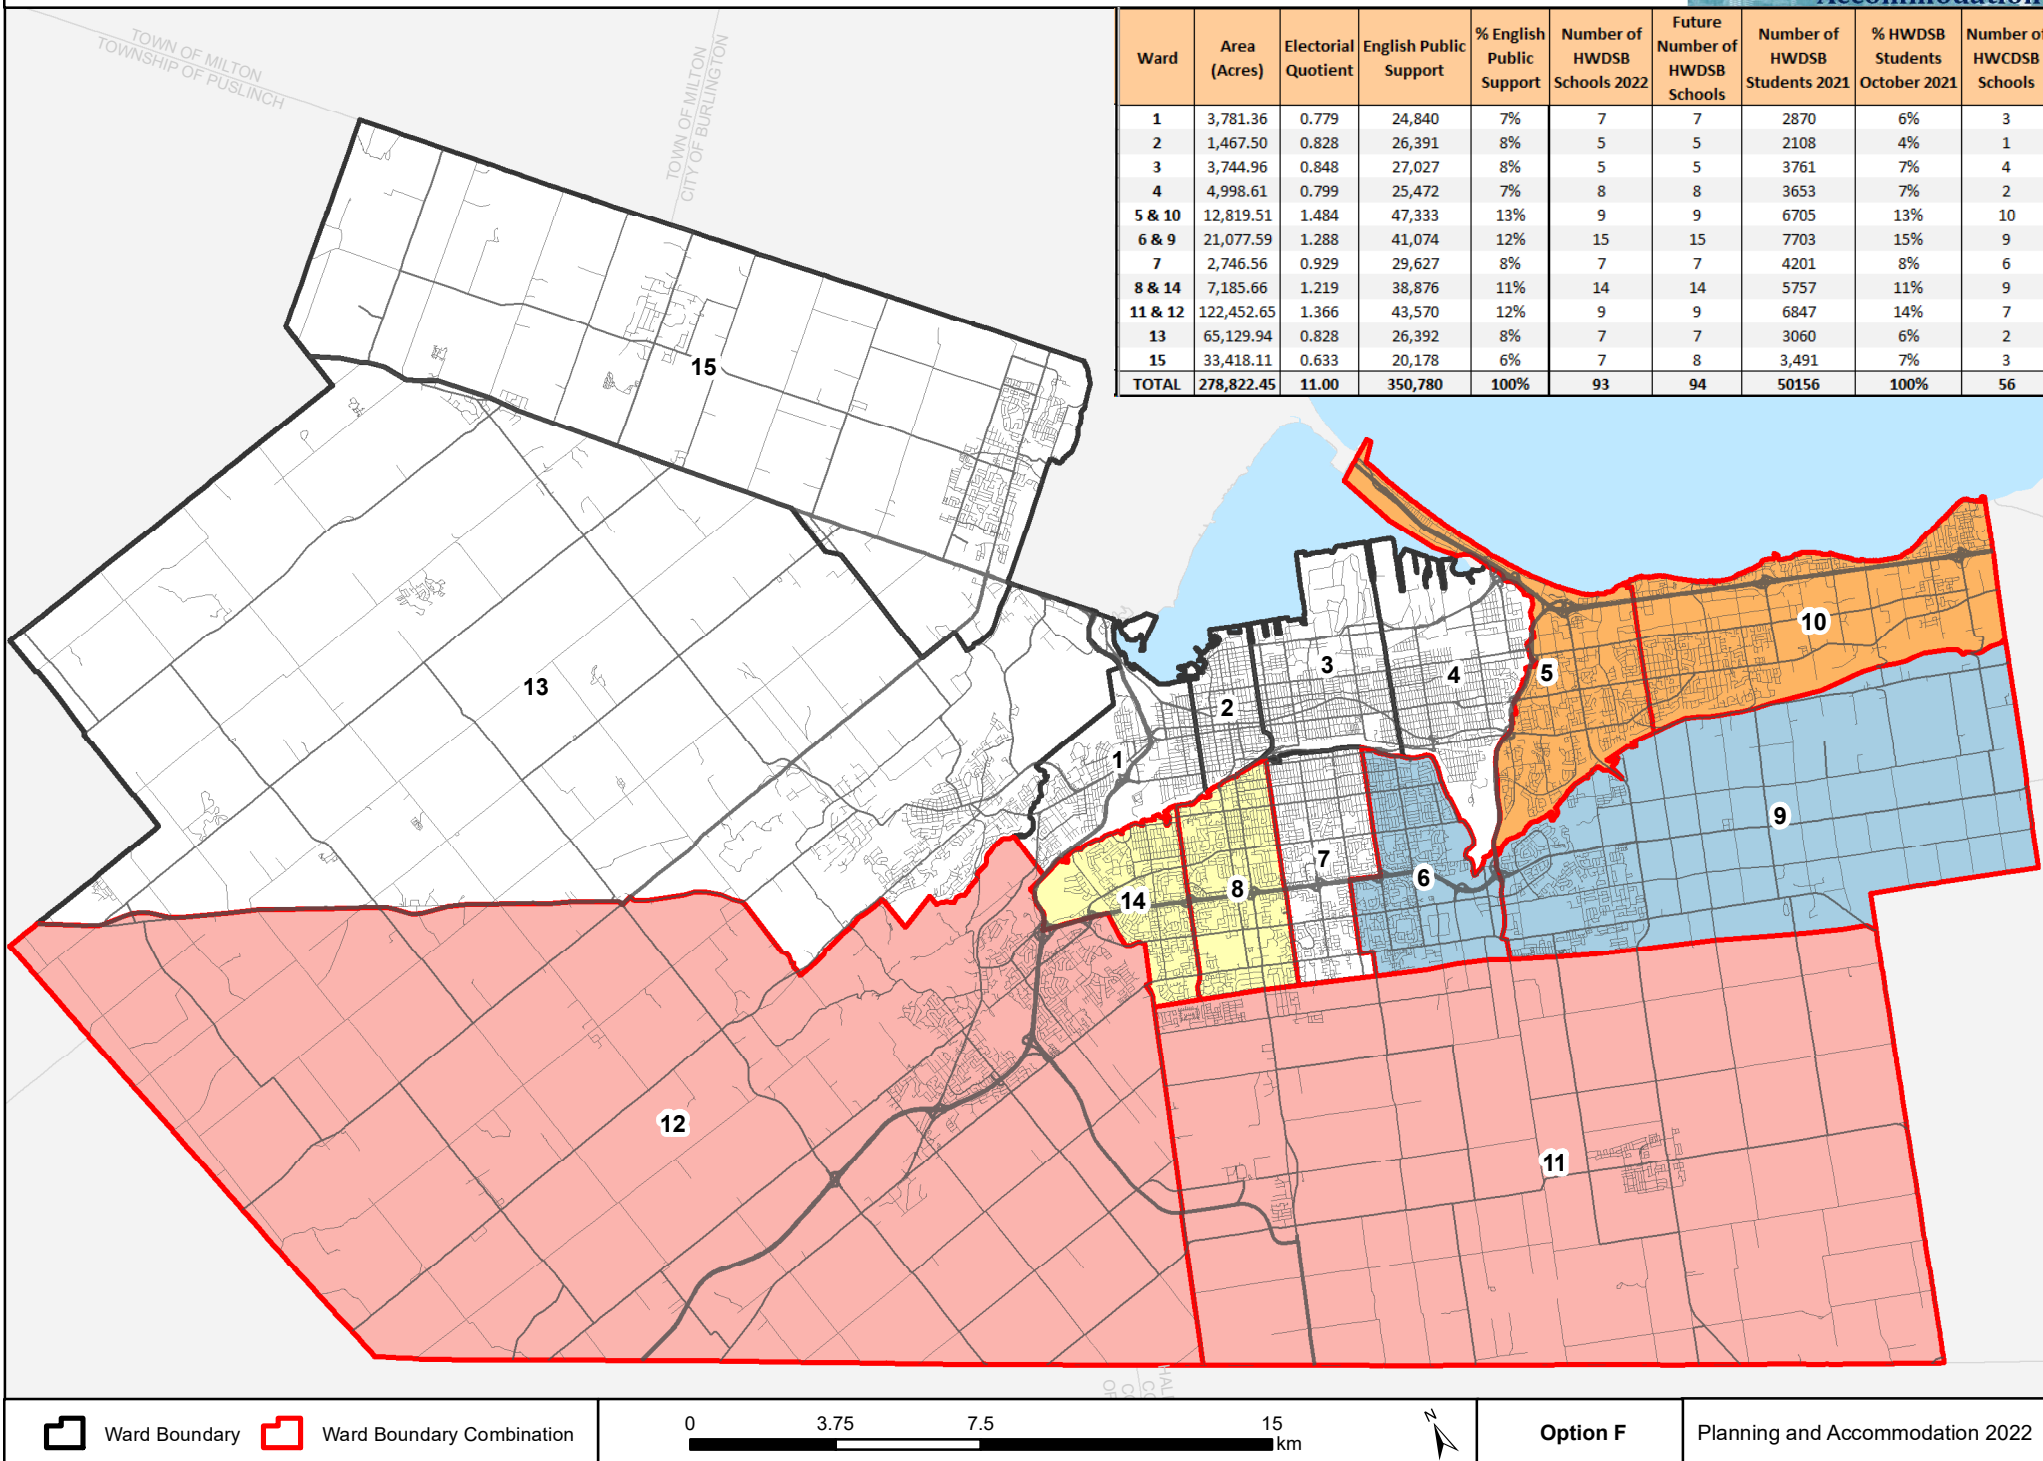 Accommodation
Ward Area (Acres) Electorial Quotient English Public Support % English Public Support Number of HWDSB Schools 2022 Future Number of HWDSB Schools Number of HWDSB Students 2021 % HWDSB Students October 2021 Number of HWCDSB Schools
1 3,781.36 0.779 24,840 7% 7 7 2870 6% 3
2 1,467.50 0.828 26,391 8% 5 5 2108 4% 1
3 3,744.96 0.848 27,027 8% 5 5 3761 7% 4
4 4,998.61 0.799 25,472 7% 8 8 3653 7% 2
5 & 10 12,819.51 1.484 47,333 13% 9 9 6705 13% 10
6 & 9 21,077.59 1.288 41,074 12% 15 15 7703 15% 9
7 2,746.56 0.929 29,627 8% 7 7 4201 8% 6
8 & 14 7,185.66 1.219 38,876 11% 14 14 5757 11% 9
11 & 12 122,452.65 1.366 43,570 12% 9 9 6847 14% 7
13 65,129.94 0.828 26,392 8% 7 7 3060 6% 2
15 33,418.11 0.633 20,178 6% 7 8 3,491 7% 3
TOTAL 278,822.45 11.00 350,780 100% 93 94 50156 100% 56
TOWN OF MILTON
TOWNSHIP OF PUSLINCH
TOWN OF MILTON
CITY OF BURLINGTON
15
13
10
3
4
5
2
1
9
7
6
8
14
12
11
HAL
Ward Boundary
Ward Boundary Combination
0 3.75 7.5 15
km
N
Option F
Planning and Accommodation 2022